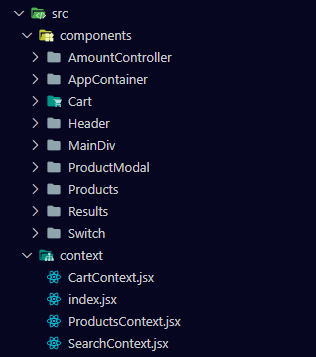 src
components
AmountController
AppContainer
Cart
Header
MainDiv
ProductModal
Products
Results
Switch
context
CartContext.jsx
index.jsx
ProductsContext.jsx
SearchContext.jsx